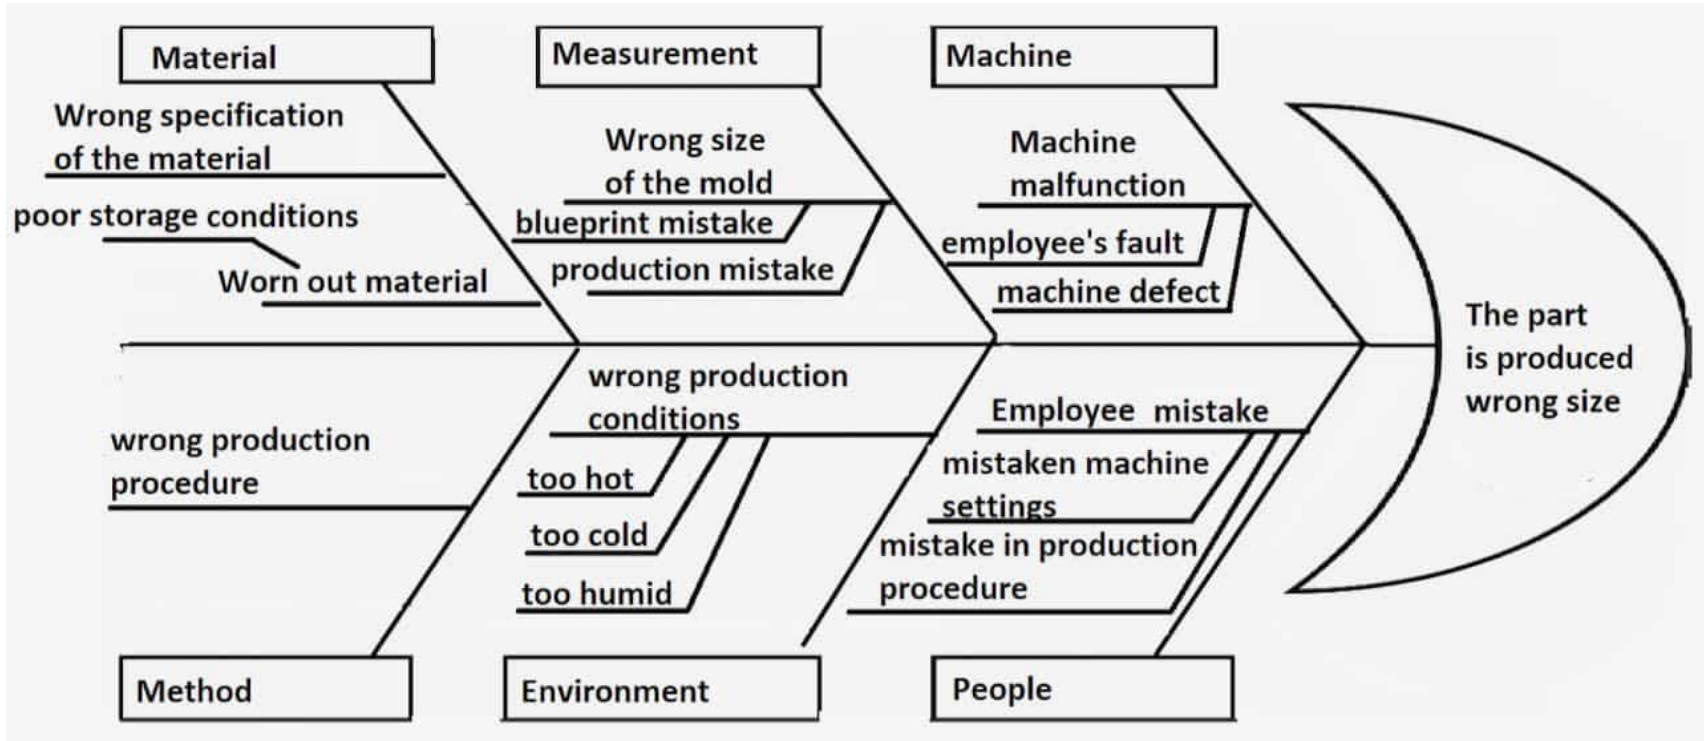 Material
Wrong specification
of the material
poor storage conditions
Worn out material
Measurement
Wrong size
of the mold
blueprint mistake
production mistake
Machine
Machine
malfunction
employee's fault
machine defect
The part
is produced
wrong size
wrong production
procedure
Method
wrong production
conditions
too hot
too cold
too humid
Environment
Employee mistake
mistaken machine
settings
mistake in production
procedure
People